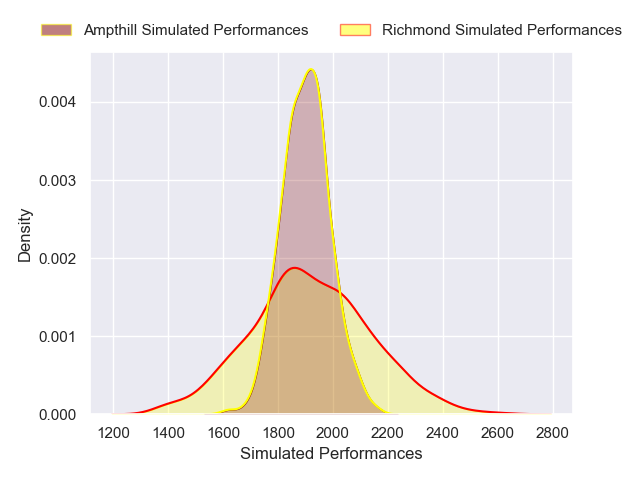 Ampthill Simulated Performances Richmond Simulated Performances
0.004
0.003
0.002
0.001
0.000
Density
1200 1400 1600 1800 2000 2200 2400 2600 2800
Simulated Performances